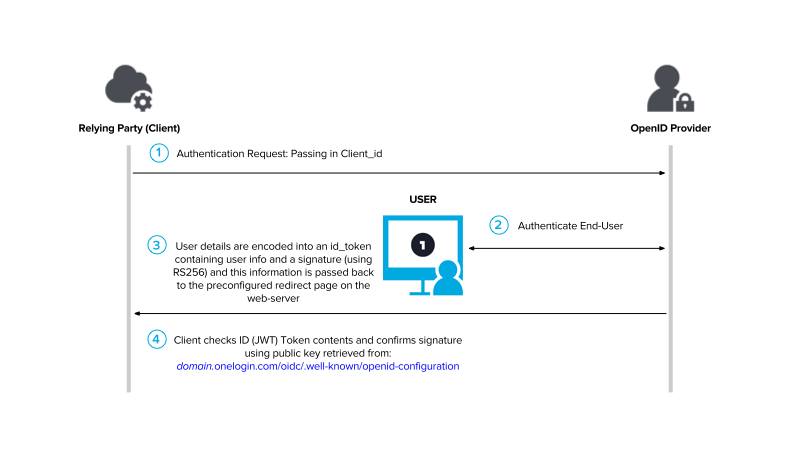 Relying Party (Client)
OpenID Provider
1
Authentication Request: Passing in Client_id
USER
1
2
Authenticate End-User
3
User details are encoded into an id_token
containing user info and a signature (using
RS256) and this information is passed back
to the preconfigured redirect page on the
web-server
4
Client checks ID (JWT) Token contents and confirms signature
using public key retrieved from:
domain.onelogin.com/oidc/.well-known/openid-configuration